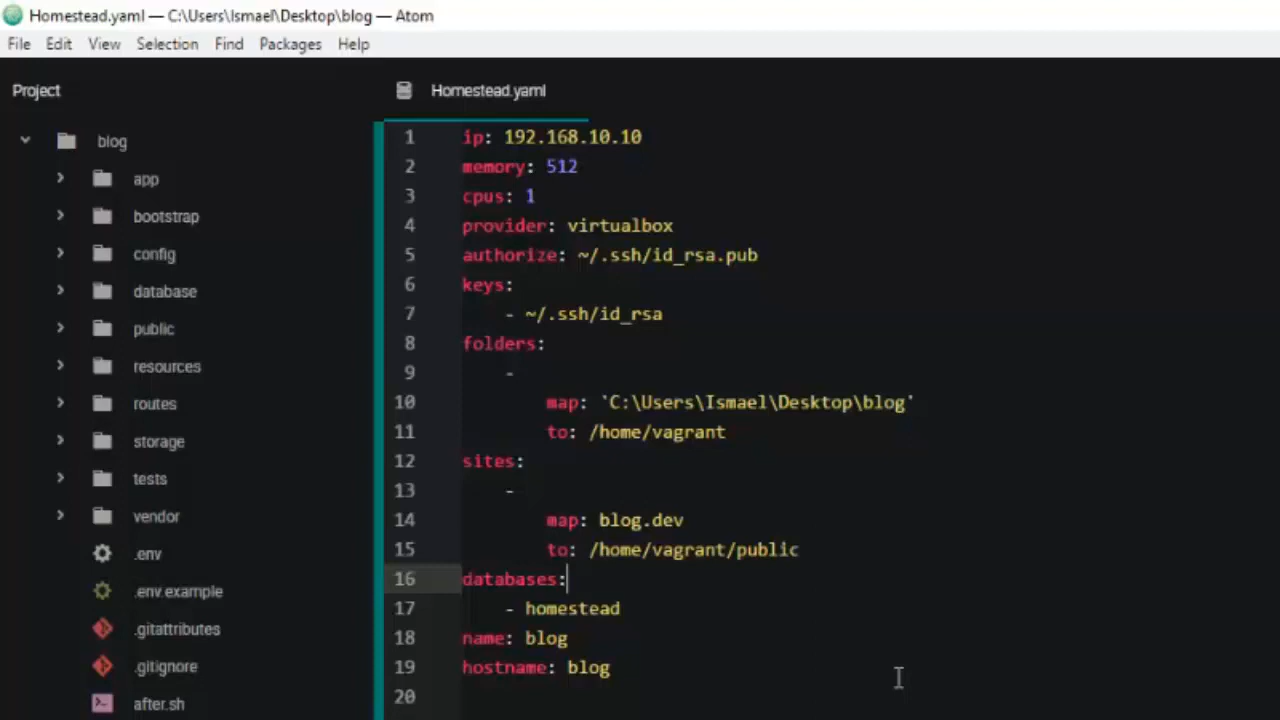 Homestead.yaml — C:\Users\Ismael\Desktop\blog — Atom
File Edit View Selection Find Packages Help
Project
blog
app
bootstrap
config
database
public
resources
routes
storage
tests
vendor
.env
.env.example
.gitattributes
.gitignore
after.sh
Homestead.yaml
1 ip: 192.168.10.10
2 memory: 512
3 cpus: 1
4 provider: virtualbox
5 authorize: ~/.ssh/id_rsa.pub
6 keys:
7 - ~/.ssh/id_rsa
8 folders:
9 -
10 map: 'C:\Users\Ismael\Desktop\blog'
11 to: /home/vagrant
12 sites:
13 -
14 map: blog.dev
15 to: /home/vagrant/public
16 databases:
17 - homestead
18 name: blog
19 hostname: blog
20